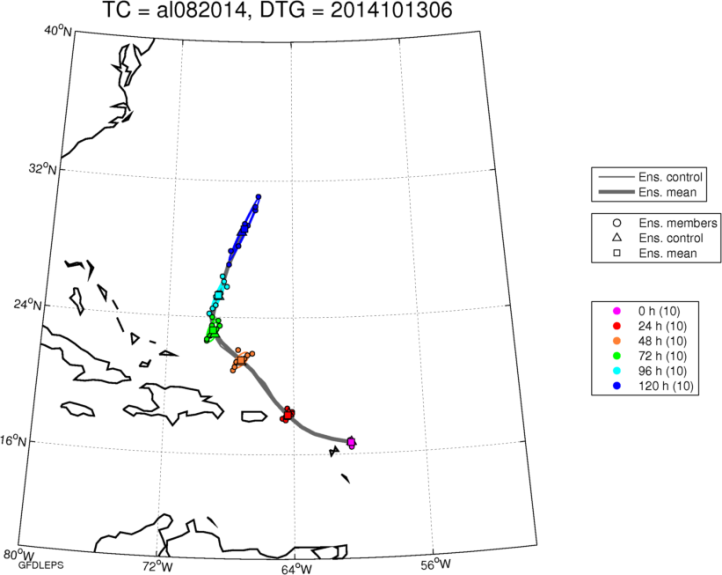 TC = al082014, DTG = 2014101306
40°N
32°N
24°N
16°N
80°W
72°W
64°W
56°W
GFDLEPS
Ens. control
Ens. mean
Ens. members
Ens. control
Ens. mean
0 h (10)
24 h (10)
48 h (10)
72 h (10)
96 h (10)
120 h (10)